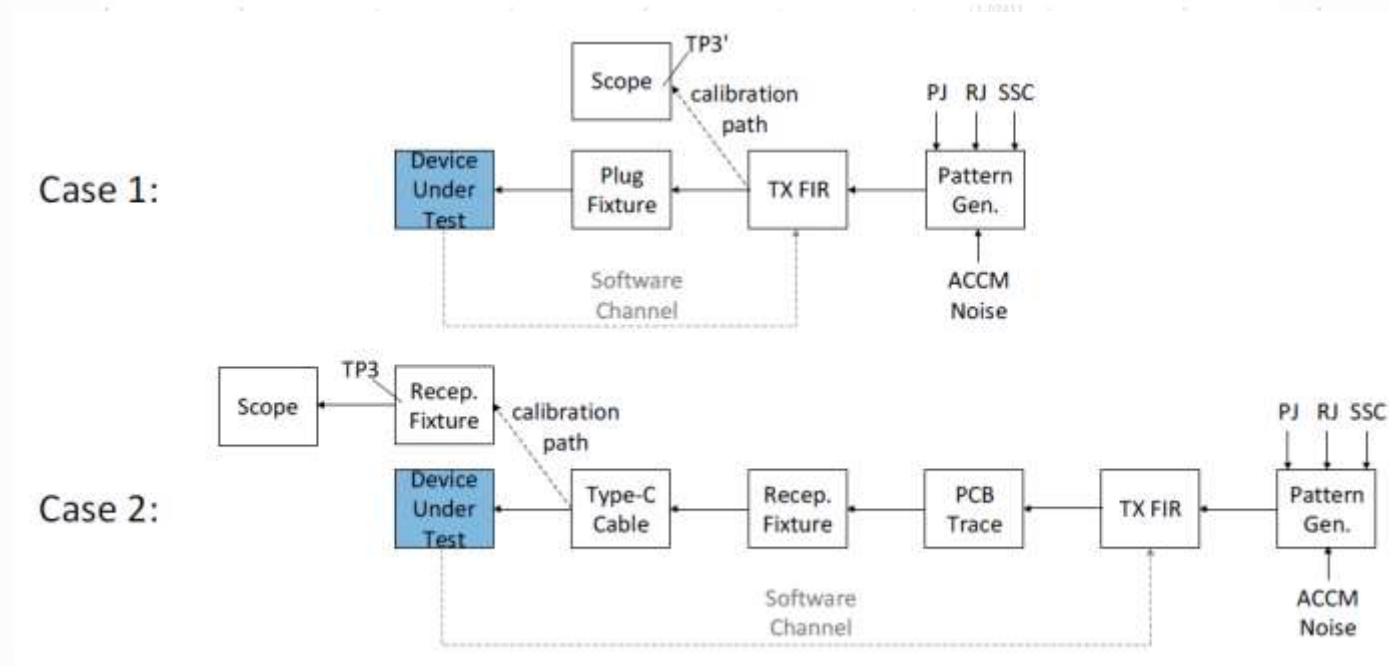 TP3'
Scope
calibration
path
PJ RJ SSC
Case 1:
Device
Under
Test
Plug
Fixture
TX FIR
Pattern
Gen.
Software
Channel
ACCM
Noise
TP3
Scope
Recep.
Fixture
calibration
path
PJ RJ SSC
Case 2:
Device
Under
Test
Type-C
Cable
Recep.
Fixture
PCB
Trace
TX FIR
Pattern
Gen.
Software
Channel
ACCM
Noise